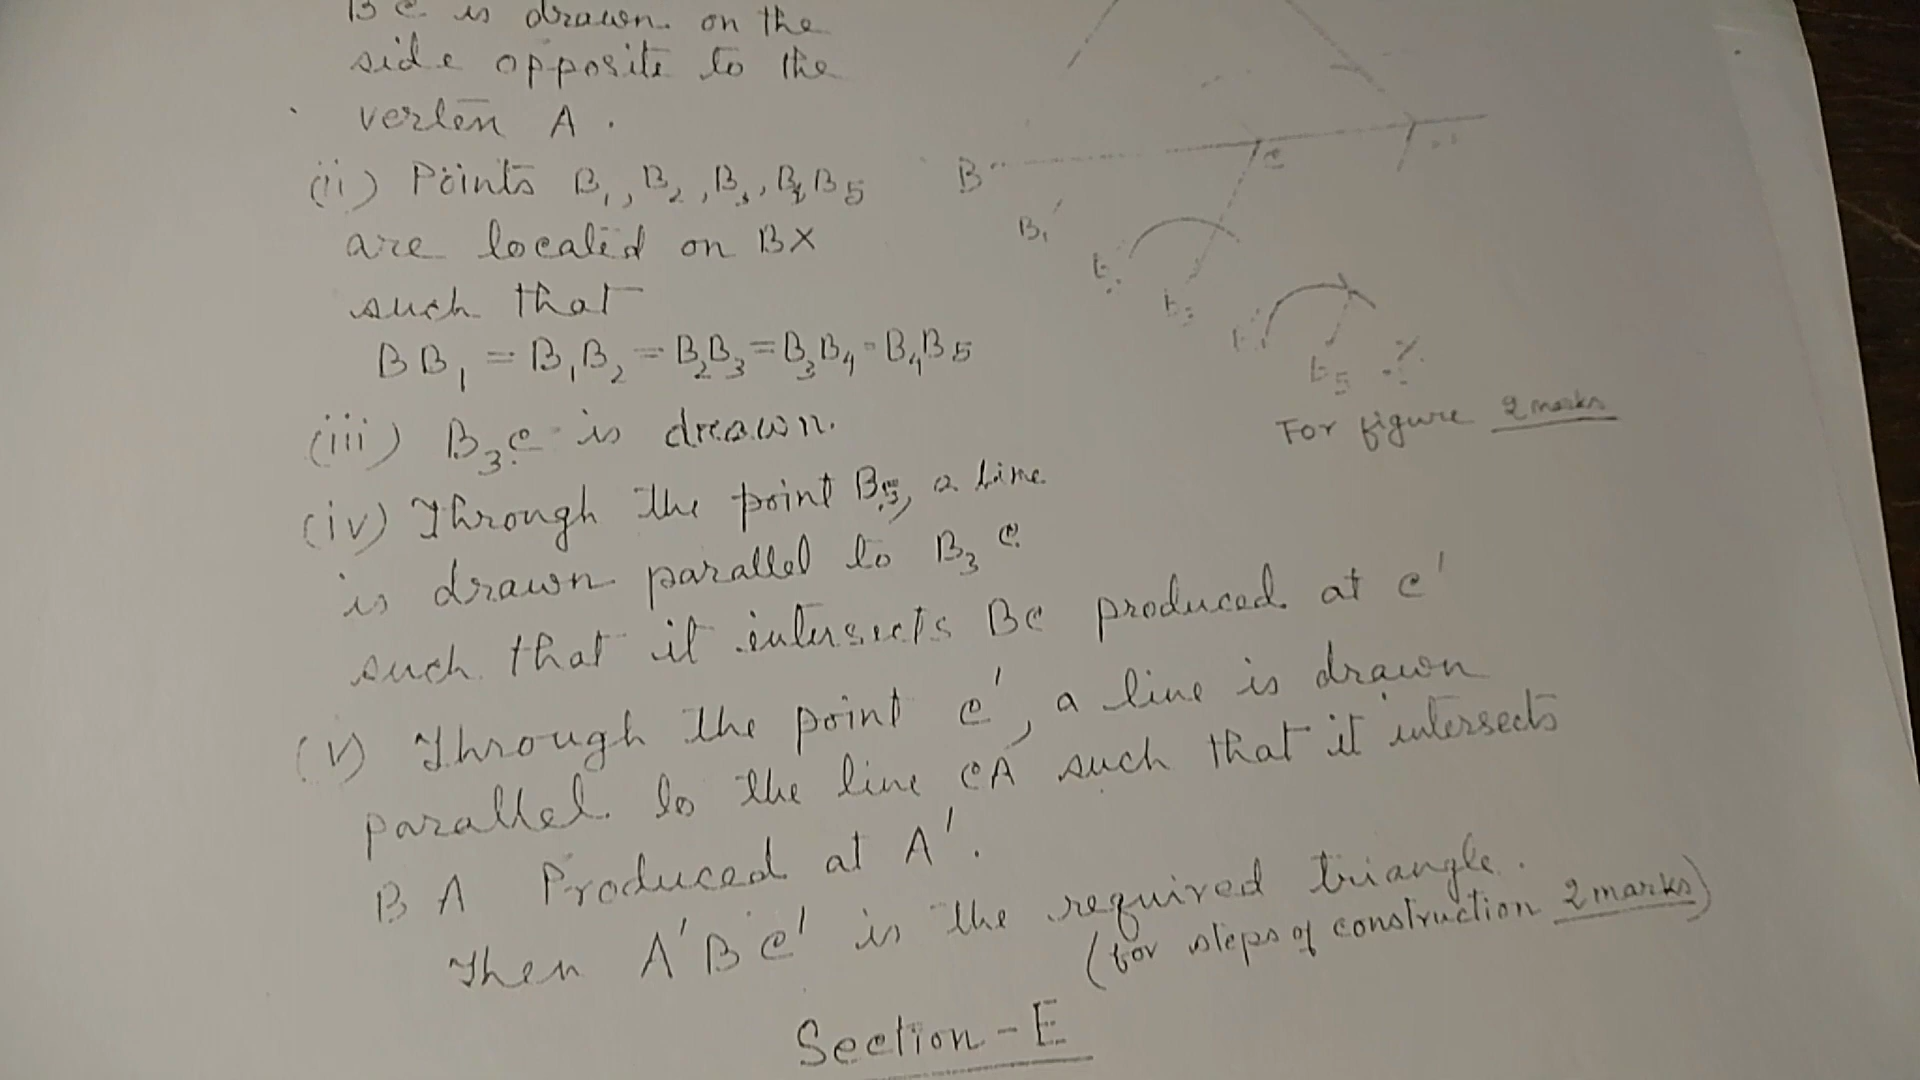 BC is drawn on the
side opposite to the
vertex A.
(ii) Points B₁, B₂, B₃, B₄ B₅
are located on BX
such that
BB₁ = B₁B₂ = B₂B₃ = B₃B₄ = B₄B₅
(iii) B₃C is drawn.
(iv) Through the point B₅, a line
is drawn parallel to B₃ C
such that it intersects BC produced at C'
(v) Through the point C', a line is drawn
parallel to the line CA such that it intersects
BA Produced at A'.
Then A'BC' is the required triangle.
(for steps of construction 2 marks)
Section - E
B
C
B₁
B₃
B₅
For figure 2 marks